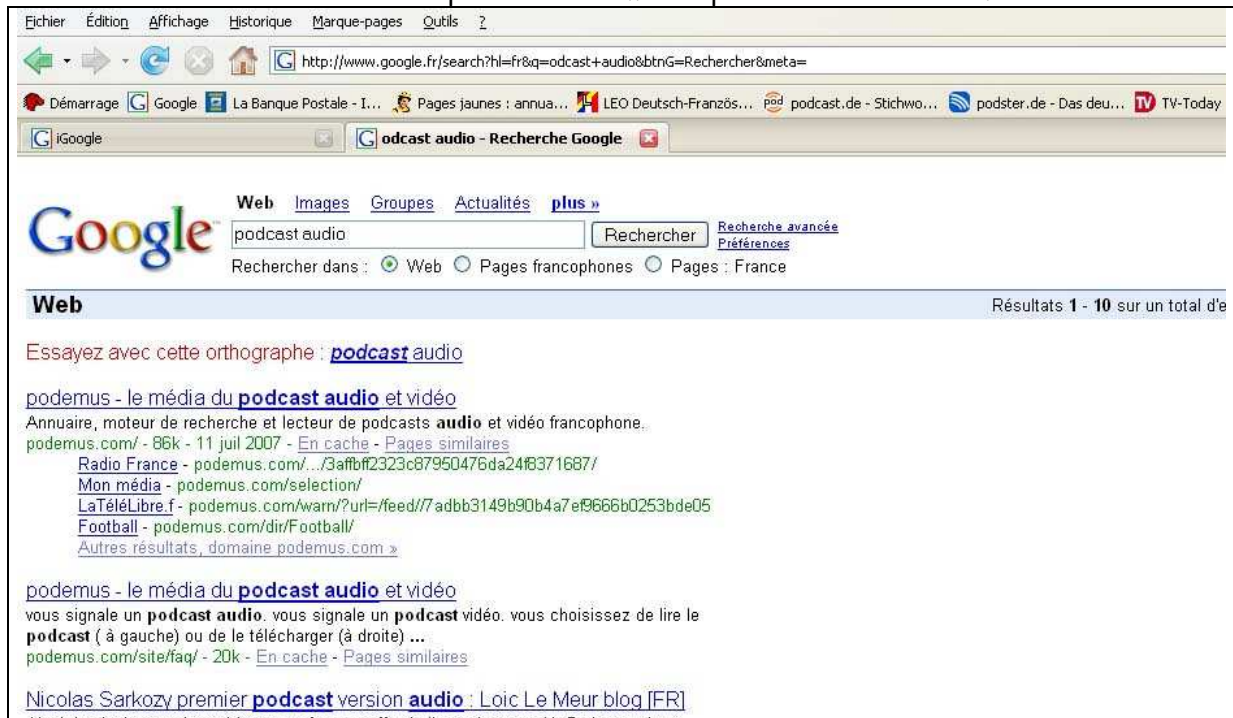 Fichier Édition Affichage Historique Marque-pages Outils ?
http://www.google.fr/search?hl=fr&q=odcast+audio&btnG=Rechercher&meta=
Démarrage Google La Banque Postale - I... Pages jaunes : annua... LEO Deutsch-Französ... podcast.de - Stichwo... podster.de - Das deu... TV-Today
iGoogle odcast audio - Recherche Google
Web Images Groupes Actualités plus »
Google podcast audio Rechercher Recherche avancée
Préférences
Rechercher dans : Web Pages francophones Pages : France
Web Résultats 1 - 10 sur un total d'e
Essayez avec cette orthographe : podcast audio
podemus - le média du podcast audio et vidéo
Annuaire, moteur de recherche et lecteur de podcasts audio et vidéo francophone.
podemus.com/ - 86k - 11 juil 2007 - En cache - Pages similaires
Radio France - podemus.com/.../3affbff2323c87950476da24f8371687/
Mon média - podemus.com/selection/
LaTéléLibre.f - podemus.com/warn/?url=/feed//7adbb3149b90b4a7ef9666b0253bde05
Football - podemus.com/dir/Football/
Autres résultats, domaine podemus.com »
podemus - le média du podcast audio et vidéo
vous signale un podcast audio. vous signale un podcast vidéo. vous choisissez de lire le
podcast ( à gauche) ou de le télécharger (à droite) ...
podemus.com/site/faq/ - 20k - En cache - Pages similaires
Nicolas Sarkozy premier podcast version audio : Loic Le Meur blog [FR]